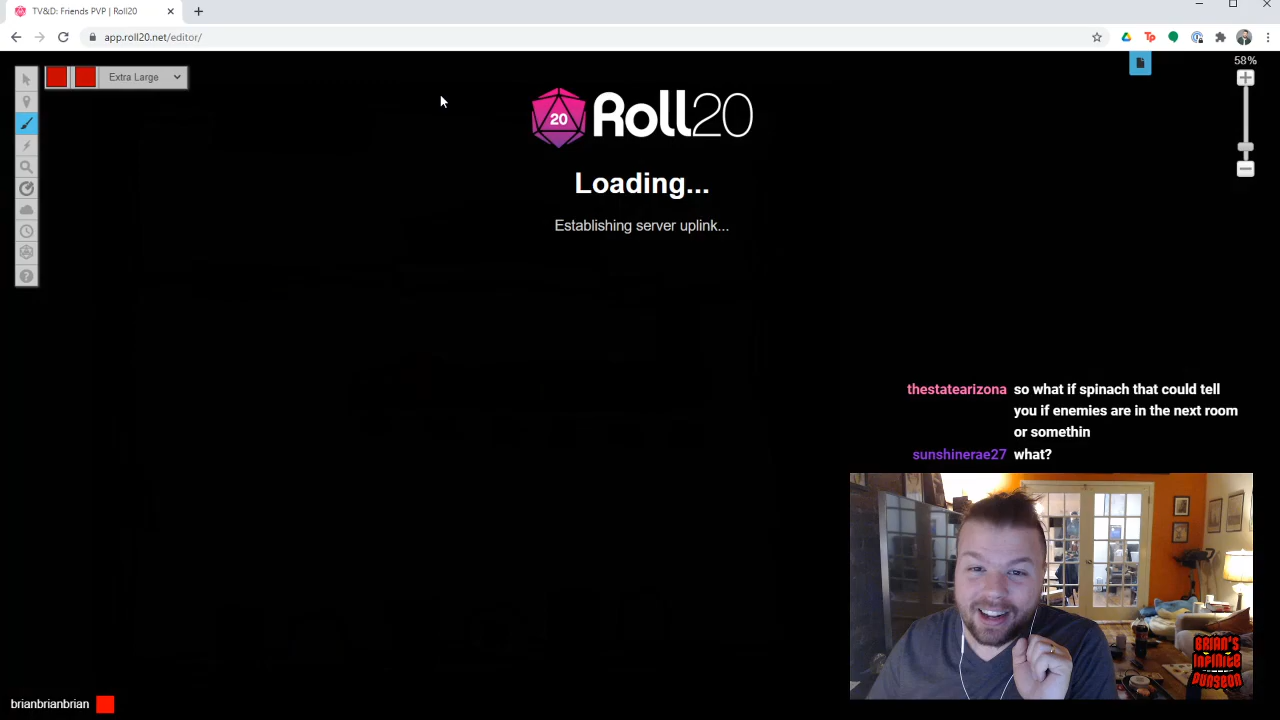 TV&D: Friends PVP | Roll20
app.roll20.net/editor/
Extra Large
58%
20
Roll20
Loading...
Establishing server uplink...
thestatearizona so what if spinach that could tell
you if enemies are in the next room
or somethin
sunshinerae27 what?
BRIAN'S
INFINITE
DUNGEON
brianbrianbrian